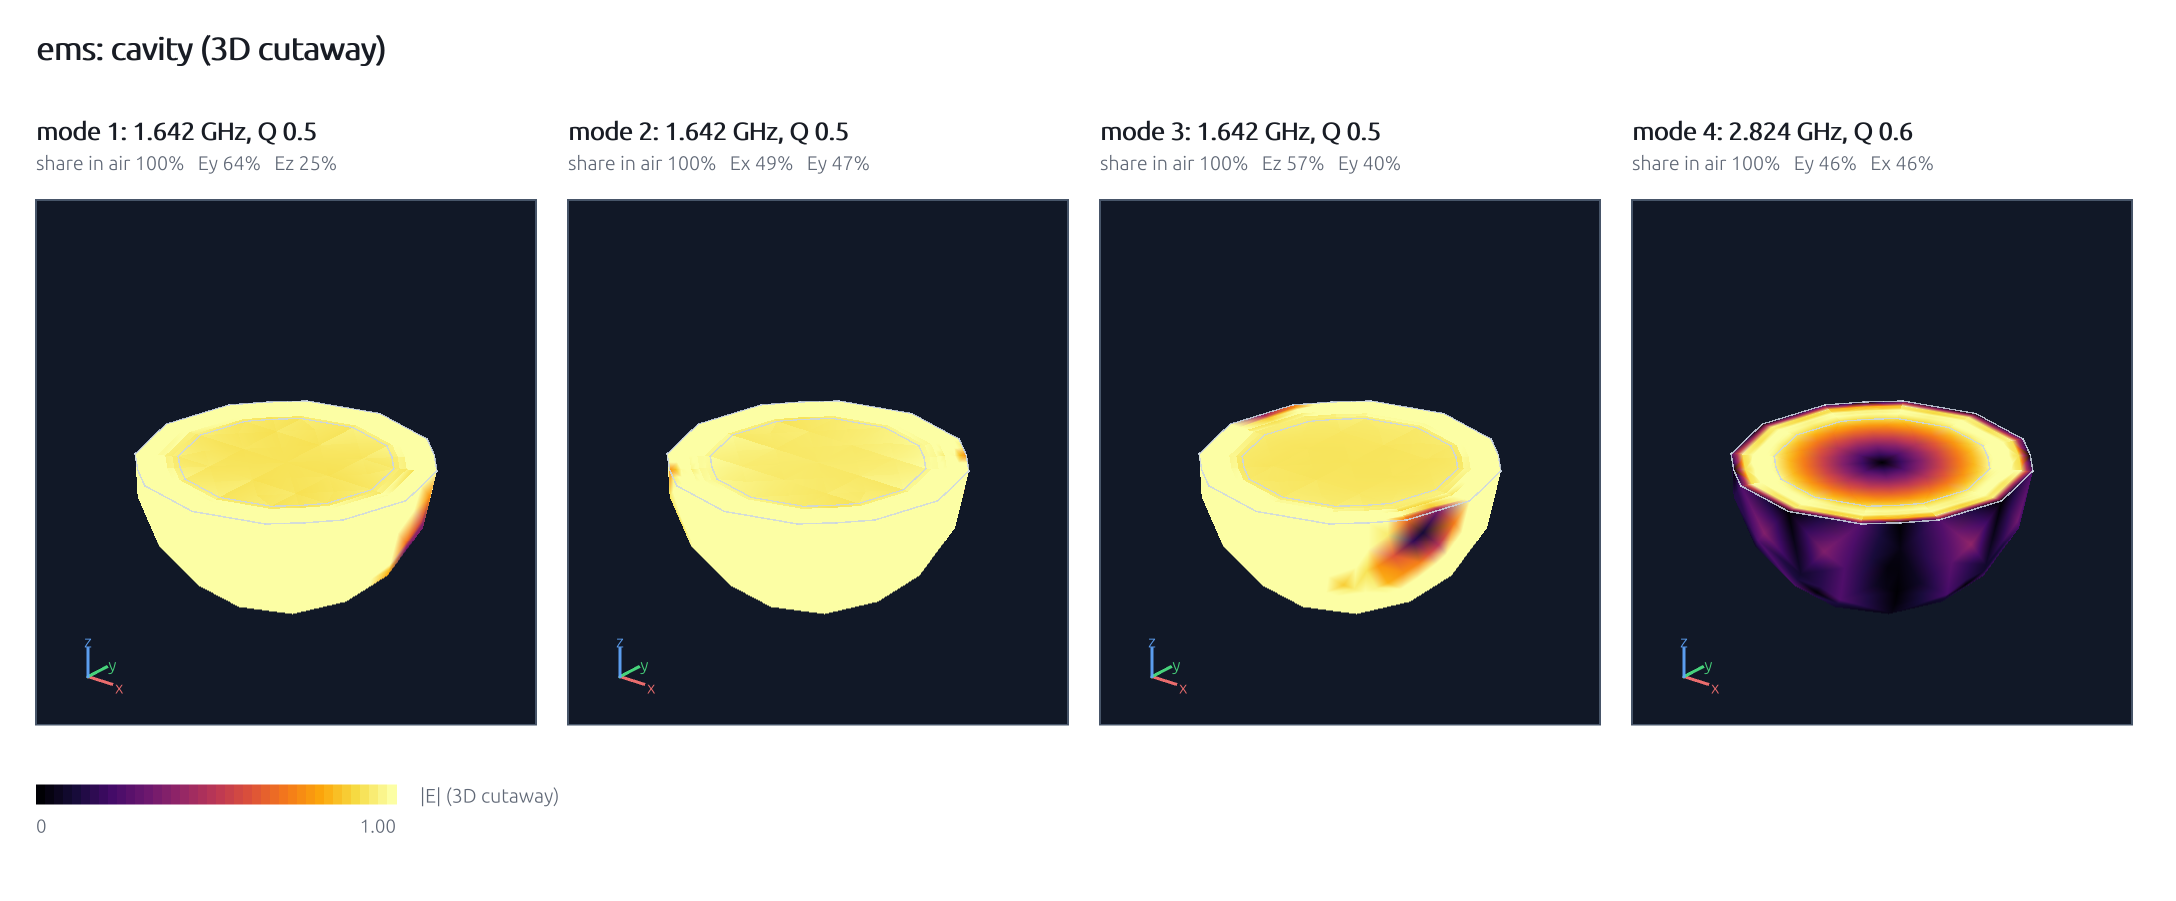 ems: cavity (3D cutaway)
mode 1: 1.642 GHz, Q 0.5
share in air 100% Ey 64% Ez 25%
mode 2: 1.642 GHz, Q 0.5
share in air 100% Ex 49% Ey 47%
mode 3: 1.642 GHz, Q 0.5
share in air 100% Ez 57% Ey 40%
mode 4: 2.824 GHz, Q 0.6
share in air 100% Ey 46% Ex 46%
z
y
x
z
y
x
z
y
x
z
y
x
|E| (3D cutaway)
0 1.00